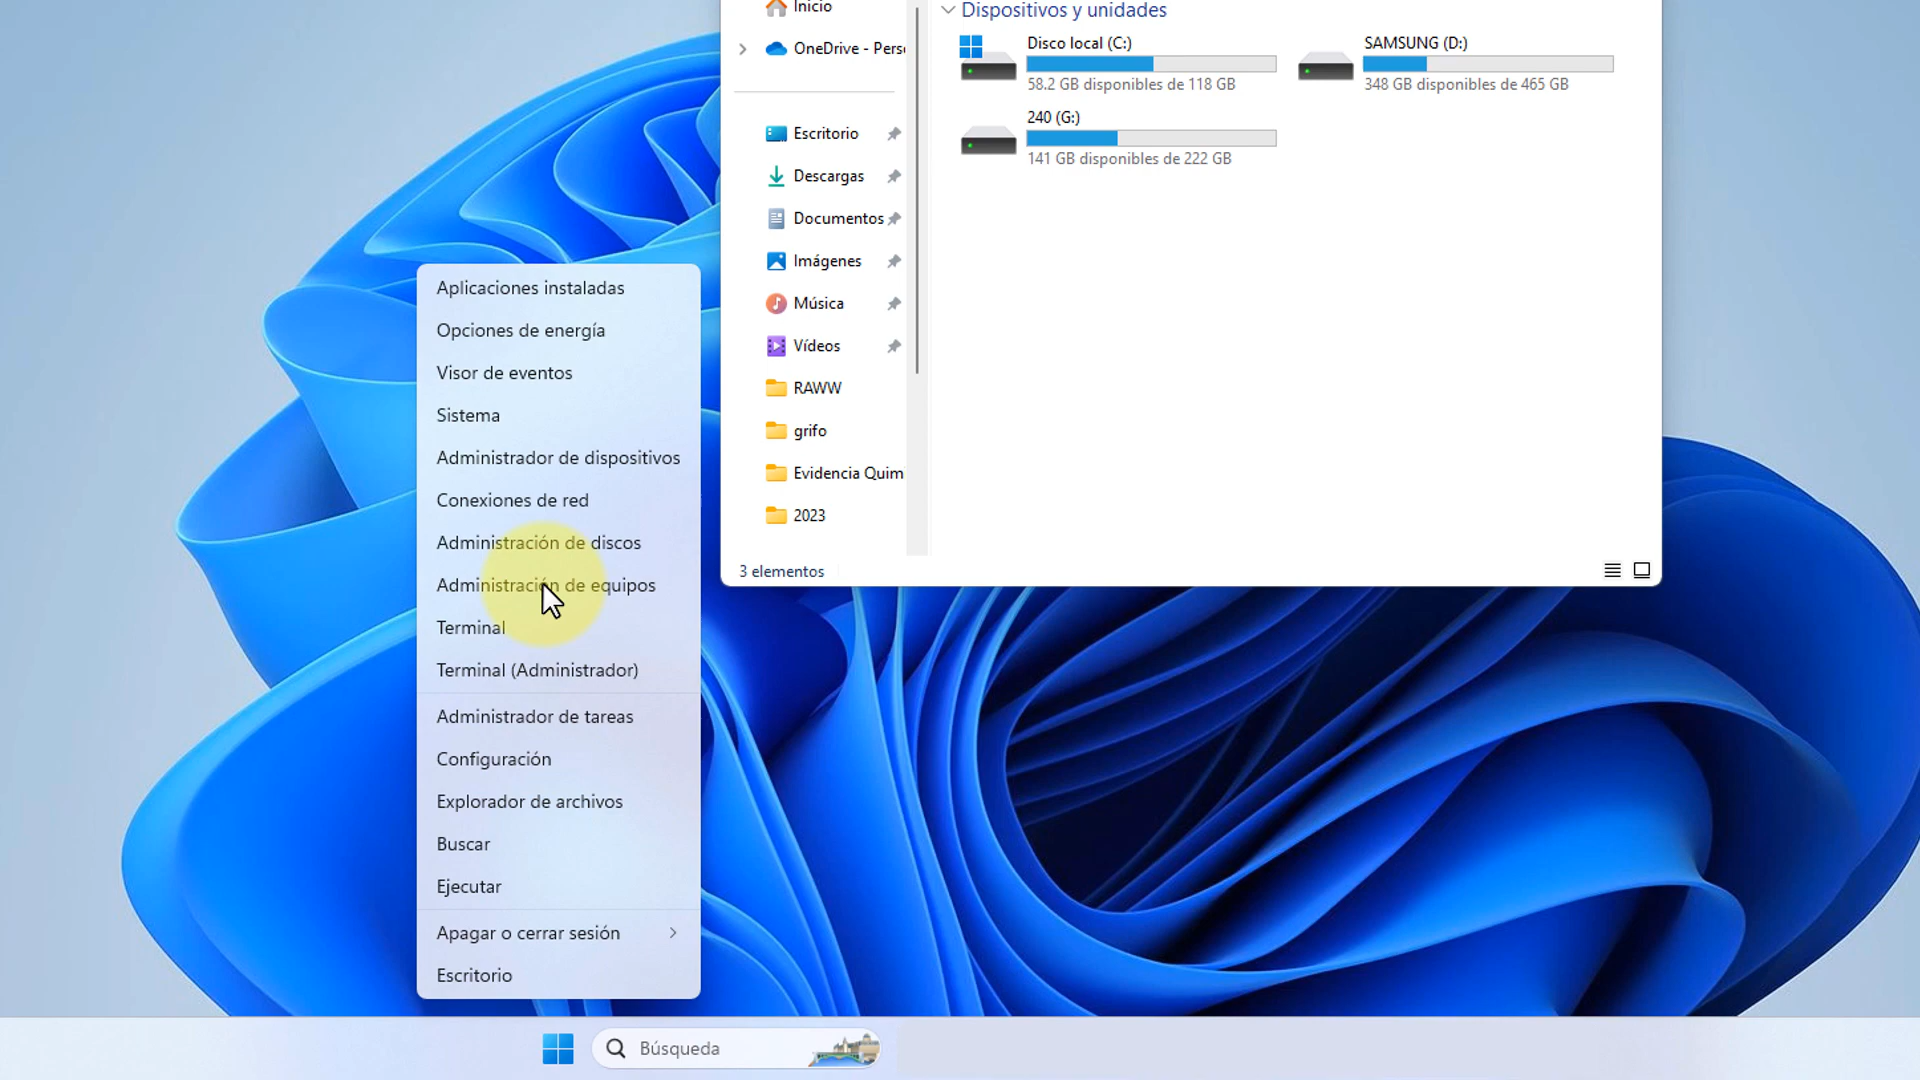 Inicio
OneDrive - Pers
Escritorio
Descargas
Documentos
Imágenes
Música
Vídeos
RAWW
grifo
Evidencia Quim
2023
3 elementos
Dispositivos y unidades
Disco local (C:)
58.2 GB disponibles de 118 GB
SAMSUNG (D:)
348 GB disponibles de 465 GB
240 (G:)
141 GB disponibles de 222 GB
Aplicaciones instaladas
Opciones de energía
Visor de eventos
Sistema
Administrador de dispositivos
Conexiones de red
Administración de discos
Administración de equipos
Terminal
Terminal (Administrador)
Administrador de tareas
Configuración
Explorador de archivos
Buscar
Ejecutar
Apagar o cerrar sesión
Escritorio
Búsqueda